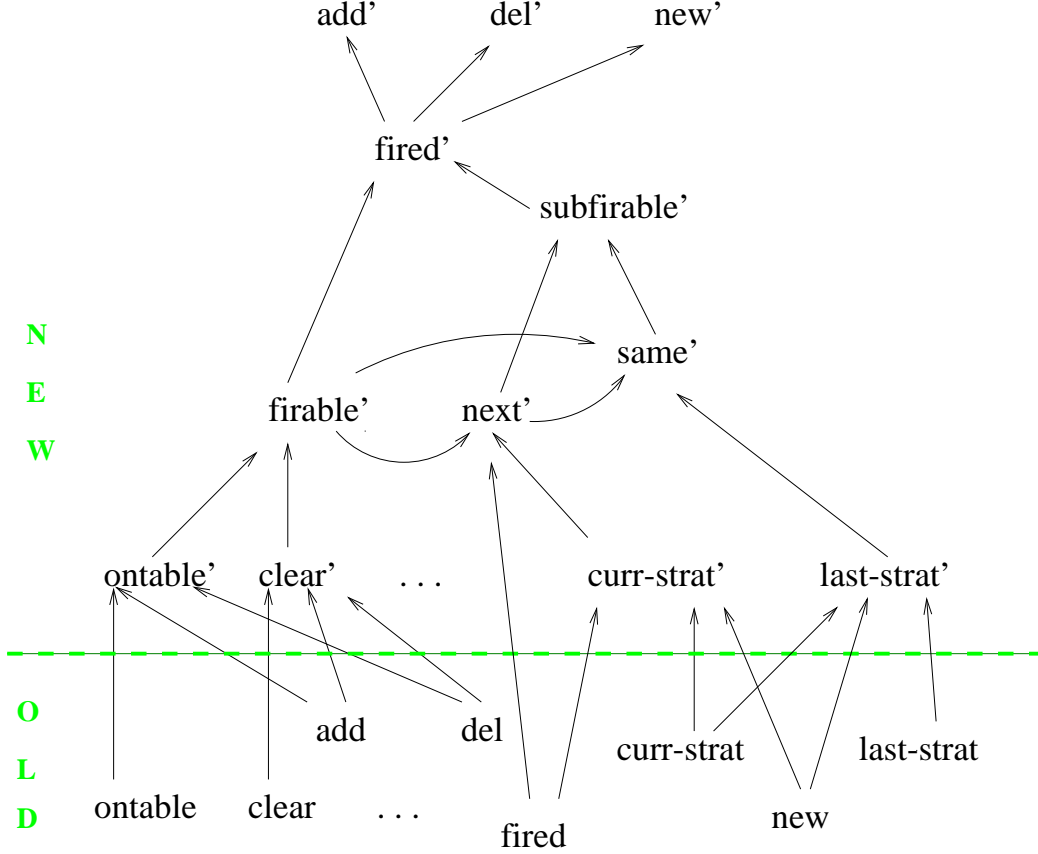 add’ del’ new’
fired’
subfirable’
N
same’
E
firable’ next’
W
ontable’ clear’ . . . curr-strat’ last-strat’
O
add del
curr-strat last-strat
L
ontable clear . . .
D
new
fired